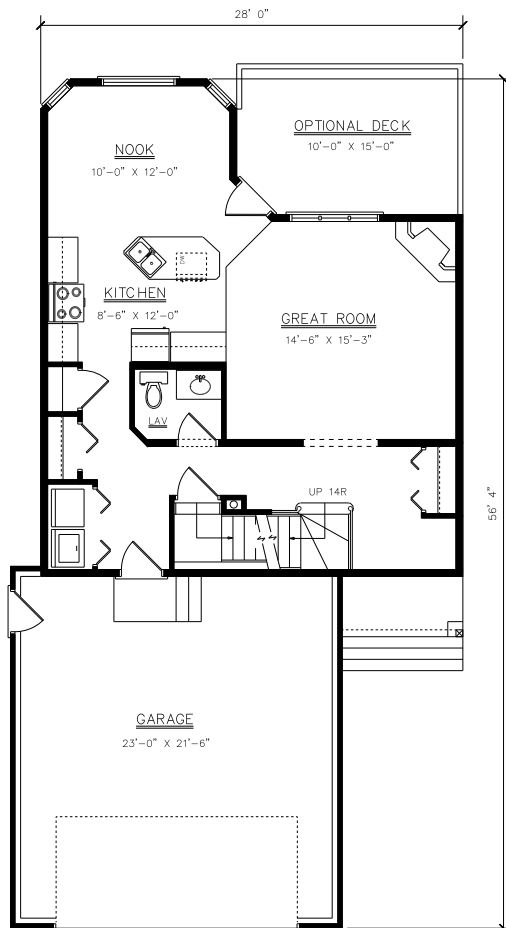 28' 0"
OPTIONAL DECK
10'-0" X 15'-0"
NOOK
10'-0" X 12'-0"
DW
KITCHEN
8'-6" X 12'-0"
GREAT ROOM
14'-6" X 15'-3"
LAV
UP 14R
56' 4"
GARAGE
23'-0" X 21'-6"